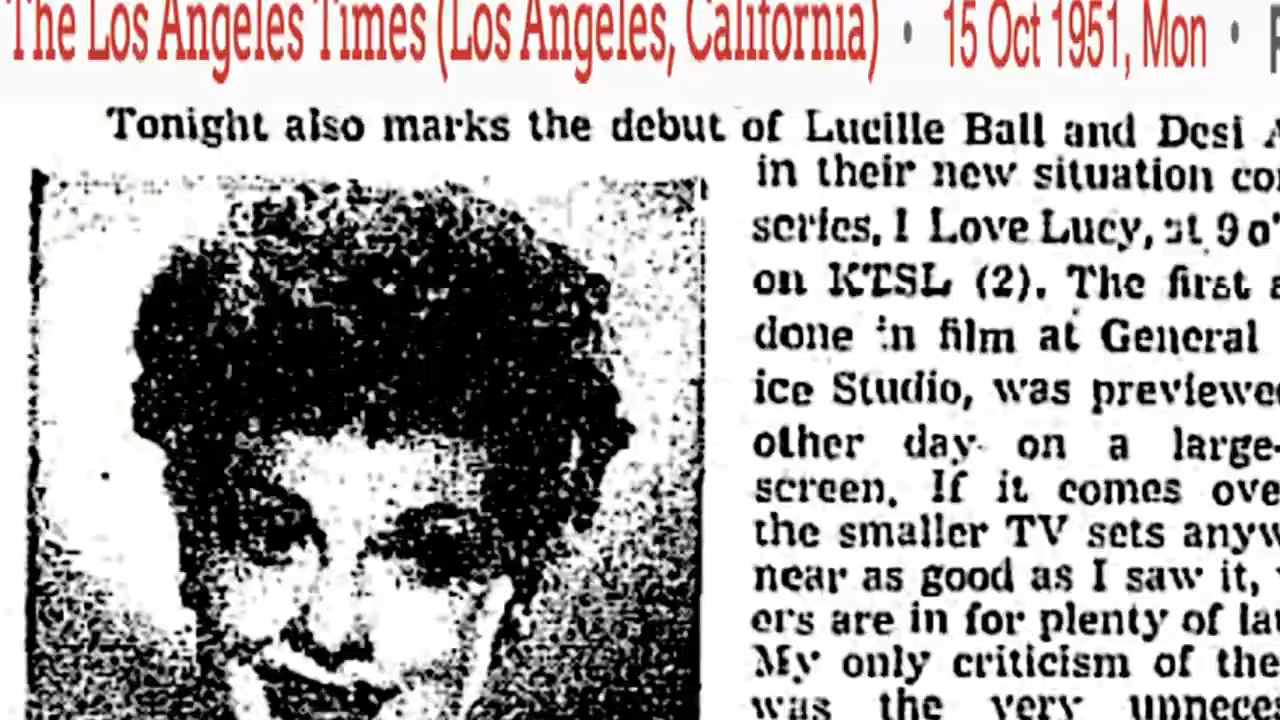 The Los Angeles Times (Los Angeles, California) • 15 Oct 1951, Mon •
Tonight also marks the debut of Lucille Ball and Desi
in their new situation
series, I Love Lucy, at 9
on KTSL (2). The first
done in film at General
ice Studio, was previewed
other day on a large-
screen. If it comes
the smaller TV sets
near as good as I saw it,
ers are in for plenty of
My only criticism of the
was the very